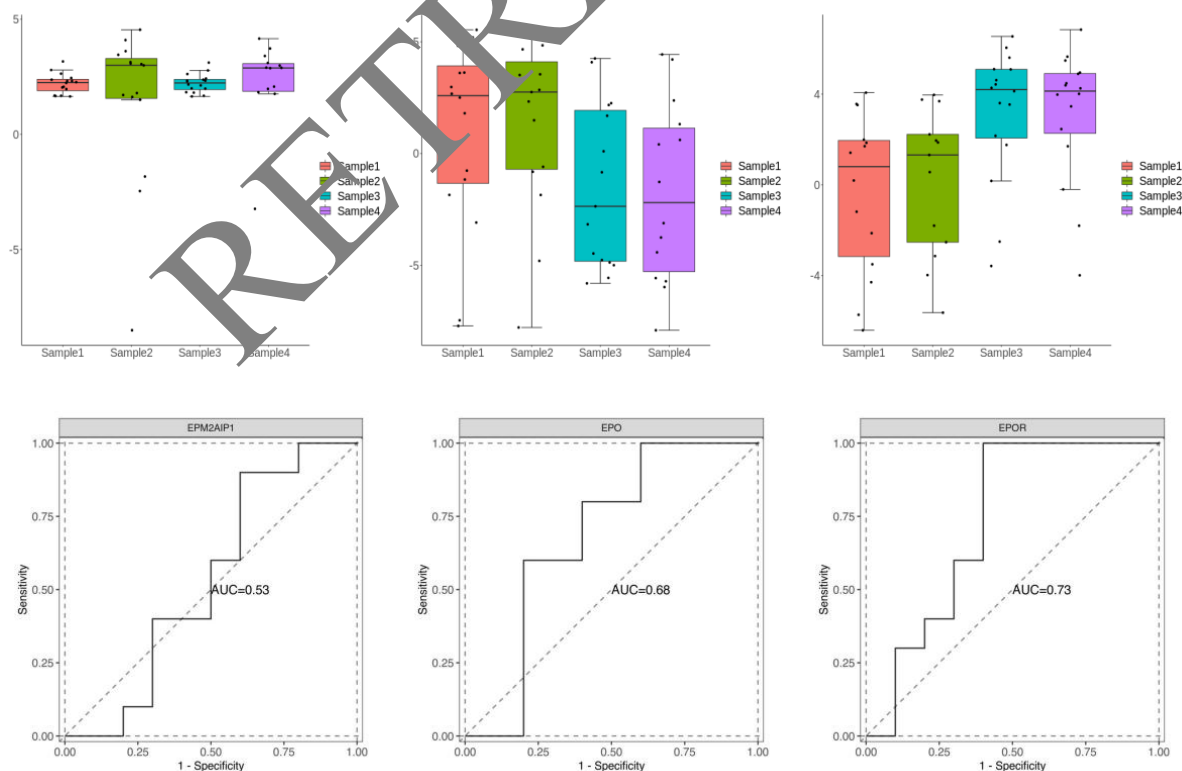 RETR
5
0
-5
Sample1
Sample2
Sample3
Sample4
Sample1
Sample2
Sample3
Sample4
5
0
-5
Sample1
Sample2
Sample3
Sample4
Sample1
Sample2
Sample3
Sample4
4
0
-4
Sample1
Sample2
Sample3
Sample4
Sample1
Sample2
Sample3
Sample4
EPM2AIP1
1.00
0.75
0.50
0.25
0.00
Sensitivity
AUC=0.53
0.00
0.25
0.50
0.75
1.00
1 - Specificity
EPO
1.00
0.75
0.50
0.25
0.00
Sensitivity
AUC=0.68
0.00
0.25
0.50
0.75
1.00
1 - Specificity
EPOR
1.00
0.75
0.50
0.25
0.00
Sensitivity
AUC=0.73
0.00
0.25
0.50
0.75
1.00
1 - Specificity